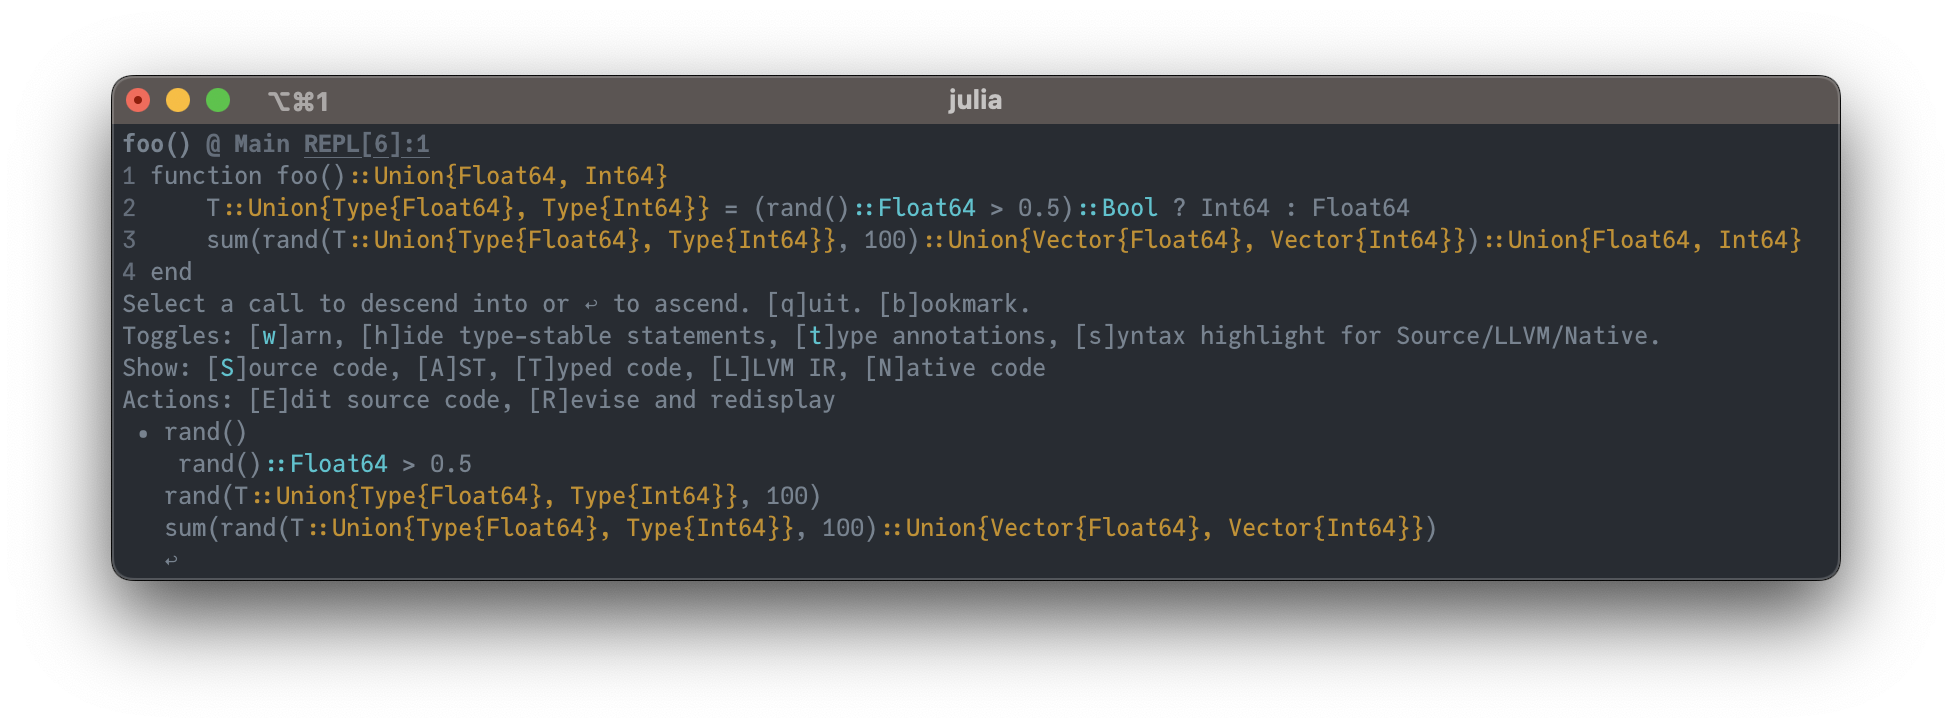 ⌥⌘1
julia
foo() @ Main REPL[6]:1
1 function foo()::Union{Float64, Int64}
2     T::Union{Type{Float64}, Type{Int64}} = (rand()::Float64 > 0.5)::Bool ? Int64 : Float64
3     sum(rand(T::Union{Type{Float64}, Type{Int64}}, 100)::Union{Vector{Float64}, Vector{Int64}})::Union{Float64, Int64}
4 end
Select a call to descend into or ↩ to ascend. [q]uit. [b]ookmark.
Toggles: [w]arn, [h]ide type-stable statements, [t]ype annotations, [s]yntax highlight for Source/LLVM/Native.
Show: [S]ource code, [A]ST, [T]yped code, [L]LVM IR, [N]ative code
Actions: [E]dit source code, [R]evise and redisplay
 • rand()
    rand()::Float64 > 0.5
   rand(T::Union{Type{Float64}, Type{Int64}}, 100)
   sum(rand(T::Union{Type{Float64}, Type{Int64}}, 100)::Union{Vector{Float64}, Vector{Int64}})
   ↩